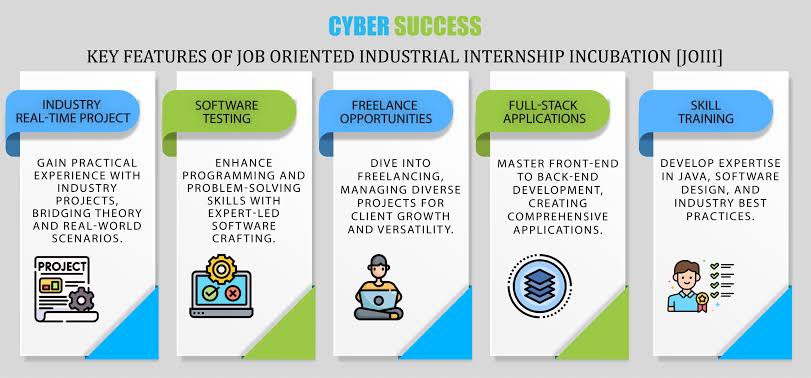 CYBER SUCCESS
KEY FEATURES OF JOB ORIENTED INDUSTRIAL INTERNSHIP INCUBATION [JOIII]
INDUSTRY
REAL-TIME PROJECT
GAIN PRACTICAL
EXPERIENCE WITH
INDUSTRY
PROJECTS,
BRIDGING THEORY
AND REAL-WORLD
SCENARIOS.
PROJECT
SOFTWARE
TESTING
ENHANCE
PROGRAMMING AND
PROBLEM-SOLVING
SKILLS WITH
EXPERT-LED
SOFTWARE
CRAFTING.
FREELANCE
OPPORTUNITIES
DIVE INTO
FREELANCING,
MANAGING DIVERSE
PROJECTS FOR
CLIENT GROWTH
AND VERSATILITY.
FULL-STACK
APPLICATIONS
MASTER FRONT-END
TO BACK-END
DEVELOPMENT,
CREATING
COMPREHENSIVE
APPLICATIONS.
SKILL
TRAINING
DEVELOP EXPERTISE
IN JAVA, SOFTWARE
DESIGN, AND
INDUSTRY BEST
PRACTICES.